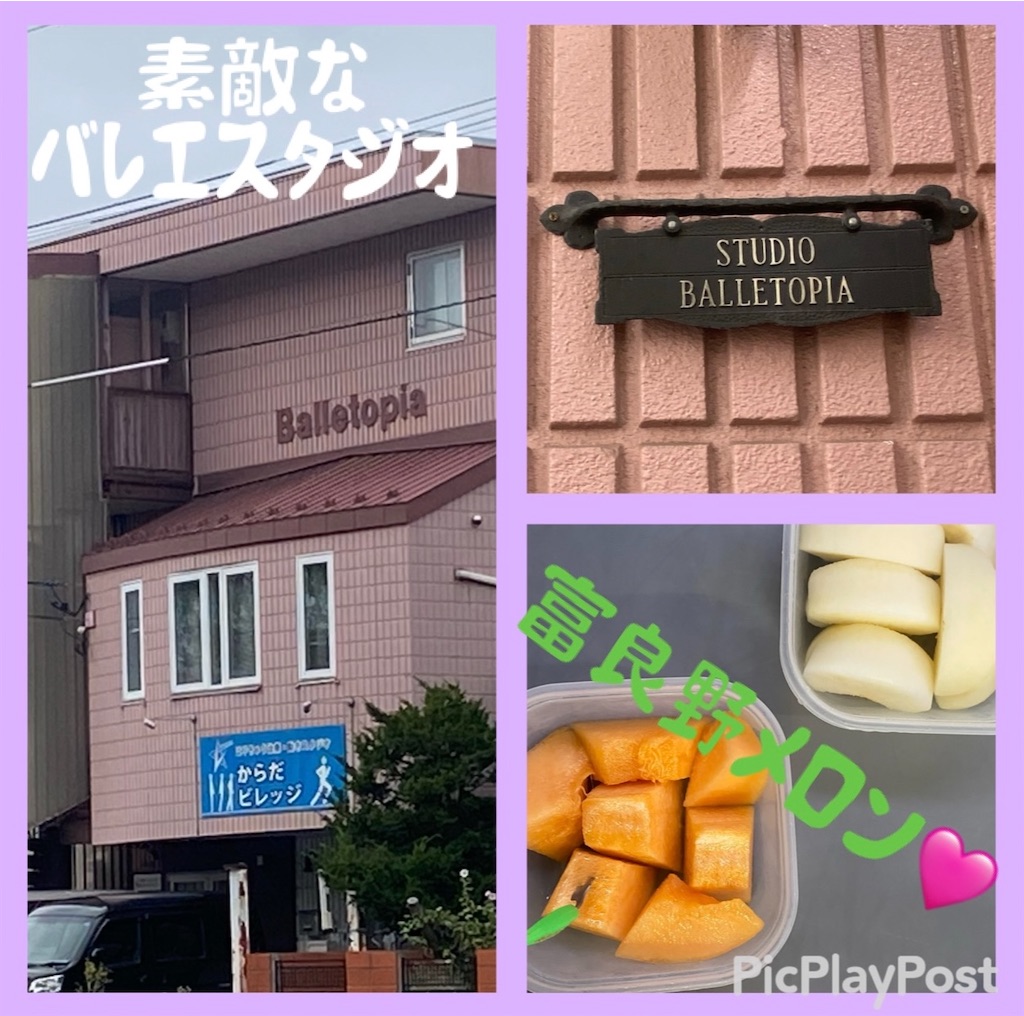 素敵な
バレエスタジオ
Balletopia
からだ
ビレッジ
STUDIO
BALLETOPIA
富良野メロン
PicPlayPost